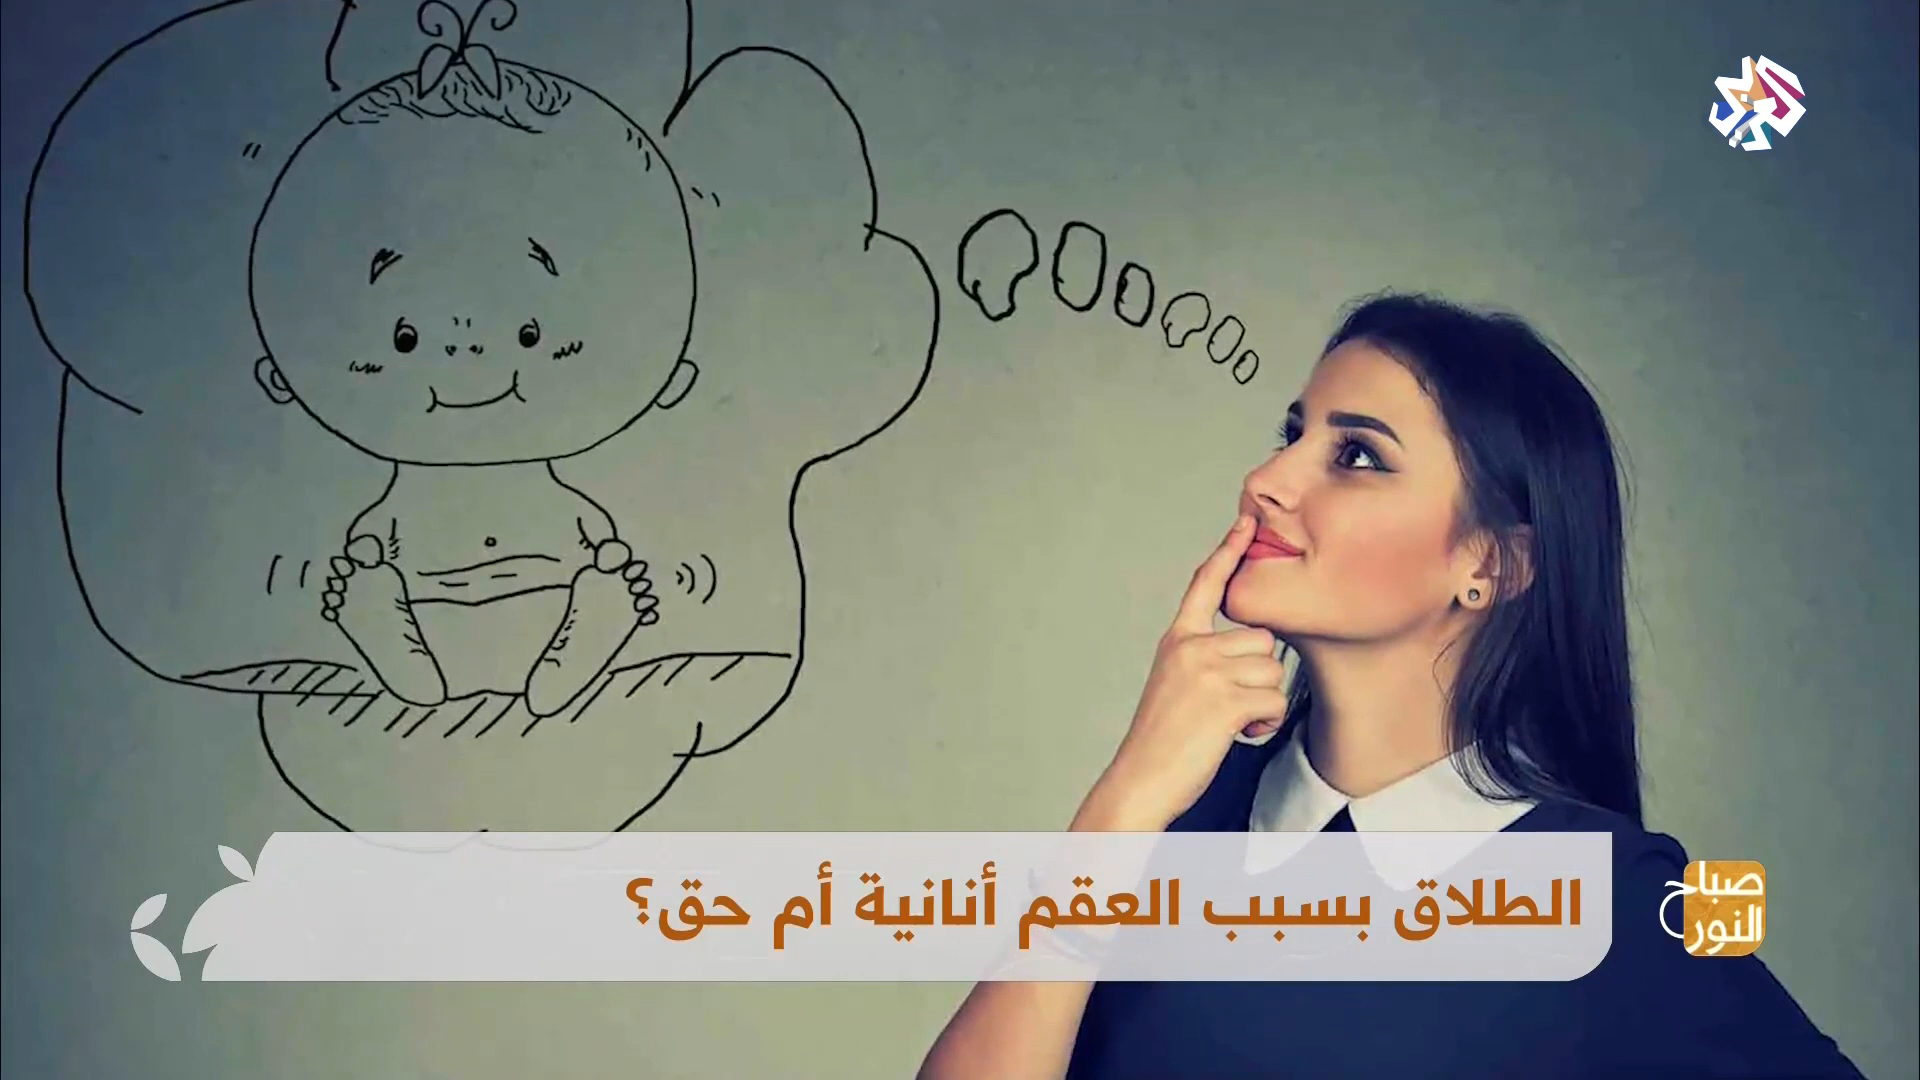 الطلاق بسبب العقم أنانية أم حق؟
صباح
النور